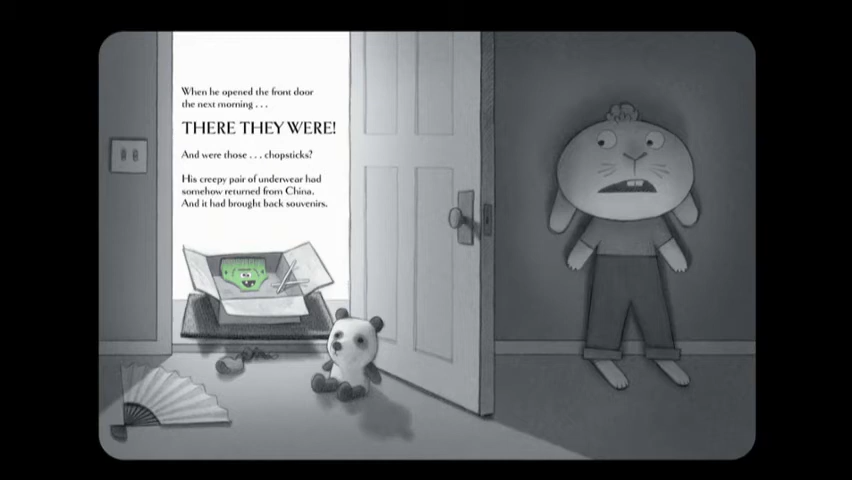 When he opened the front door
the next morning . . .
THERE THEY WERE!
And were those . . . chopsticks?
His creepy pair of underwear had
somehow returned from China.
And it had brought back souvenirs.